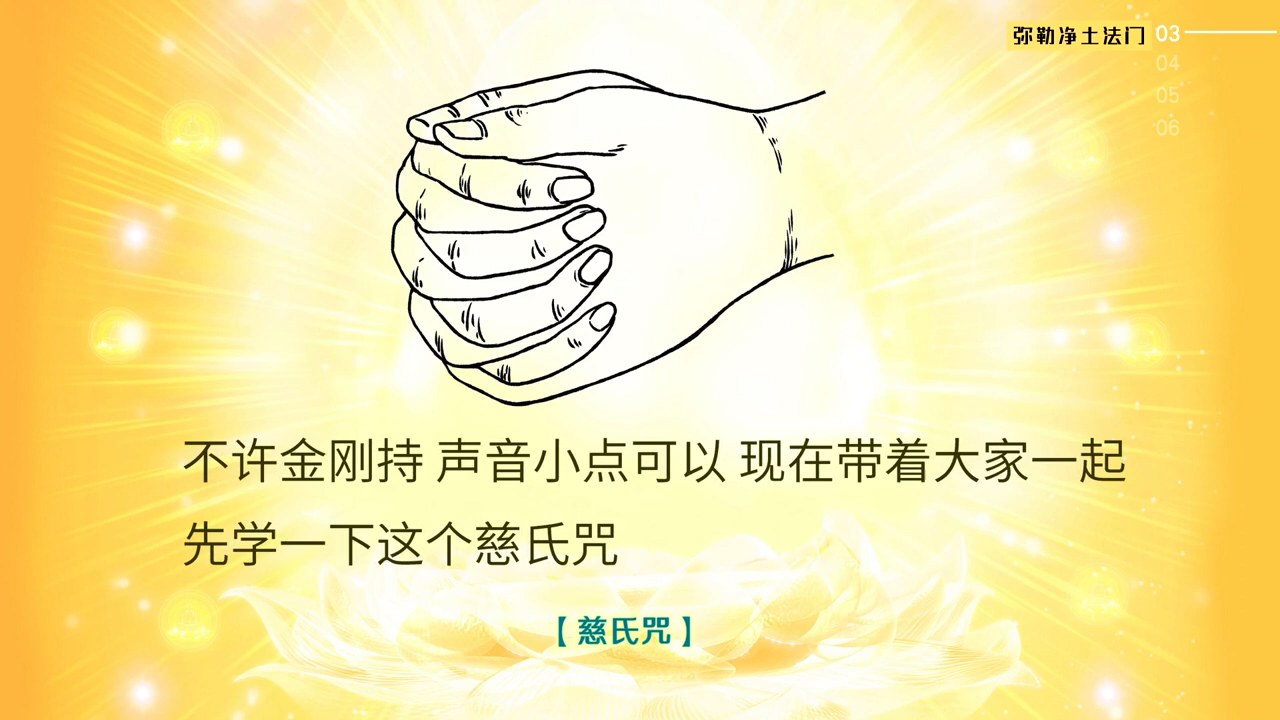 弥勒净土法门 03
04
05
06
不许金刚持 声音小点可以 现在带着大家一起
先学一下这个慈氏咒
【慈氏咒】